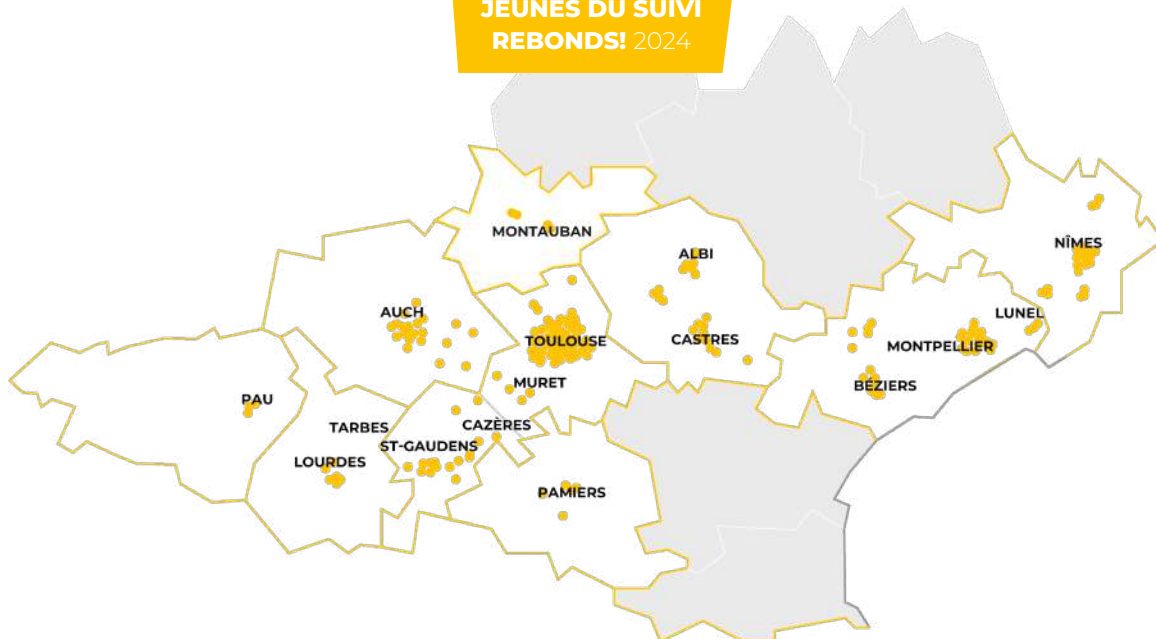 JEUNES DU SUIVI
REBONDS! 2024
MONTAUBAN
ALBI
NÎMES
AUCH
LUNEL
TOULOUSE
CASTRES
MONTPELLIER
MURET
BÉZIERS
PAU
TARBES
CAZÈRES
ST-GAUDENS
LOURDES
PAMIERS